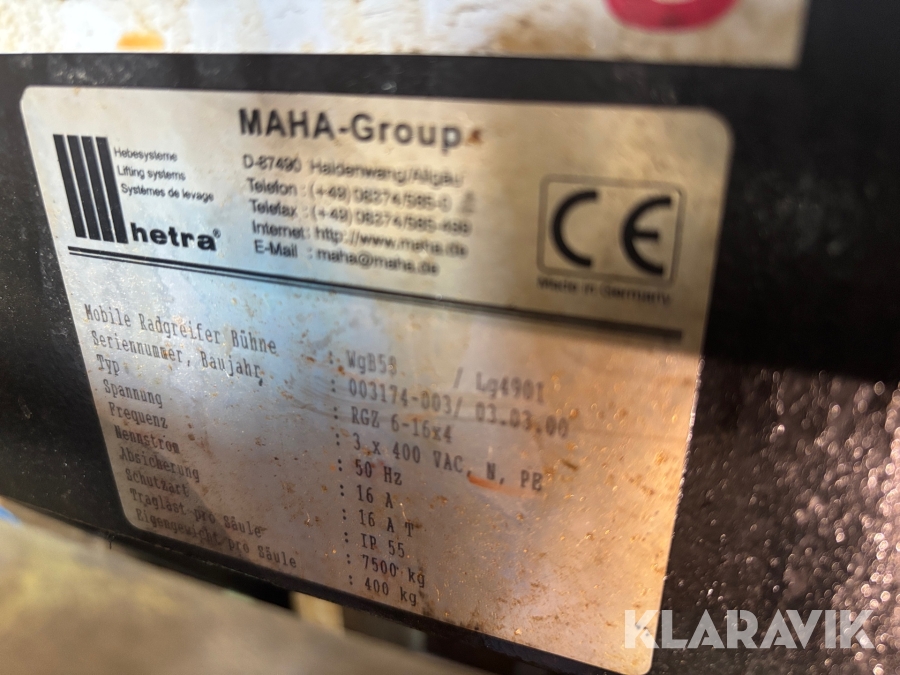 MAHA-Group
Hebesysteme
Lifting systems
Systèmes de levage
hetra®
D-87490 Haldenwang/Allgäu
Telefon : (+49) 08374/585-0
Telefax : (+49) 08374/585-499
Internet : http://www.maha.de
E-Mail : maha@maha.de
CE
Made in Germany
Mobile Radgreifer Bühne : WgB59 / Lg4901
Seriennummer, Baujahr : 003174-003/ 03.03.00
Typ : RGZ 6-16x4
Spannung : 3 x 400 VAC, N, PE
Frequenz : 50 Hz
Nennstrom : 16 A
Absicherung : 16 A T
Schutzart : IP 55
Traglast pro Säule : 7500 kg
Eigengewicht pro Säule : 400 kg
KLARAVIK